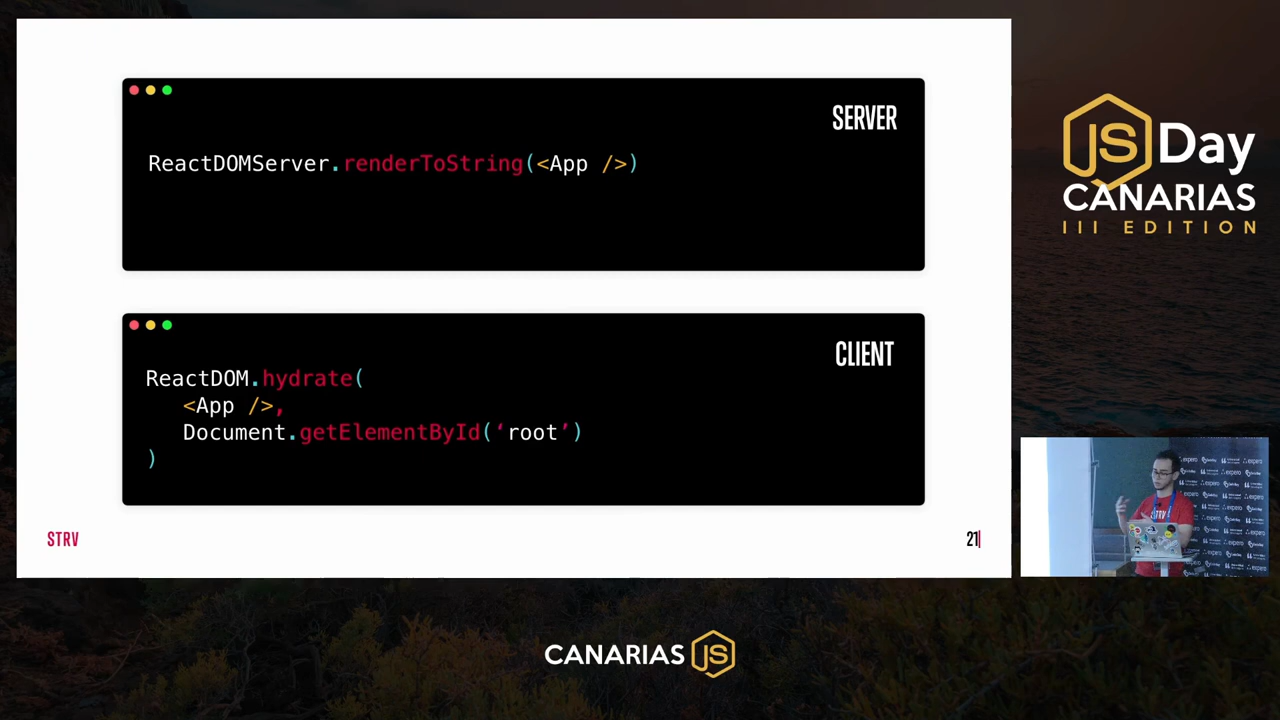 SERVER
ReactDOMServer.renderToString(<App />)
CLIENT
ReactDOM.hydrate(
<App />,
Document.getElementById(‘root’)
)
STRV
21
JS Day
CANARIAS
III EDITION
STRV
CANARIAS JS